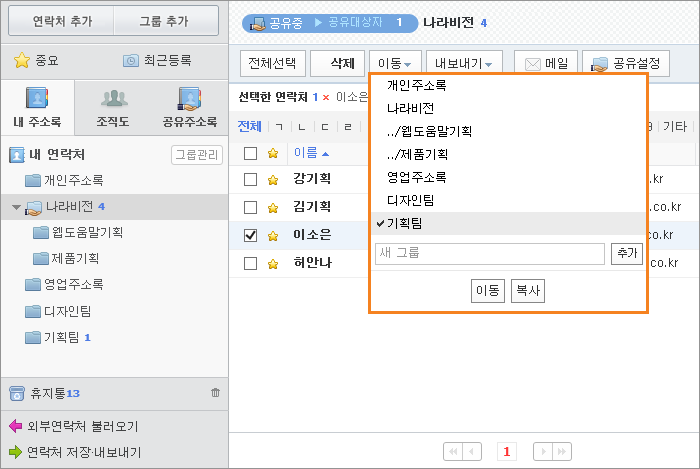 연락처 추가 그룹 추가
중요 최근등록
내 주소록 조직도 공유주소록
내 연락처 그룹관리
개인주소록
나라비전 4
웹도움말기획
제품기획
영업주소록
디자인팀
기획팀 1
휴지통13
외부연락처 불러오기
연락처 저장·내보내기
공유중 ▶ 공유대상자 1 나라비전 4
전체선택 삭제 이동 내보내기 메일 공유설정
선택한 연락처 1 × 이소은
전체 ㄱ ㄴ ㄷ ㄹ 9 기타
이름
강기획 .kr
김기획 .co.kr
이소은 .co.kr
허안나 co.kr
개인주소록
나라비전
../웹도움말기획
../제품기획
영업주소록
디자인팀
기획팀
새 그룹 추가
이동 복사
1